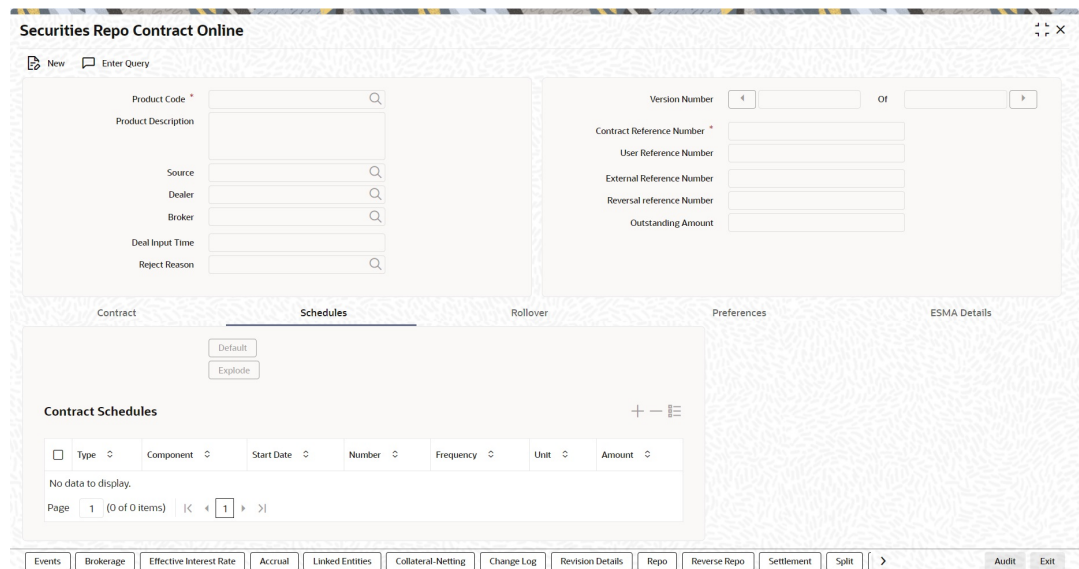 Securities Repo Contract Online
New Enter Query
Product Code *
Product Description
Source
Dealer
Broker
Deal Input Time
Reject Reason
Version Number Of
Contract Reference Number *
User Reference Number
External Reference Number
Reversal reference Number
Outstanding Amount
Contract Schedules Rollover Preferences ESMA Details
Default
Explode
Contract Schedules
Type Component Start Date Number Frequency Unit Amount
No data to display.
Page 1 (0 of 0 items) 1
Events Brokerage Effective Interest Rate Accrual Linked Entities Collateral-Netting Change Log Revision Details Repo Reverse Repo Settlement Split Audit Exit